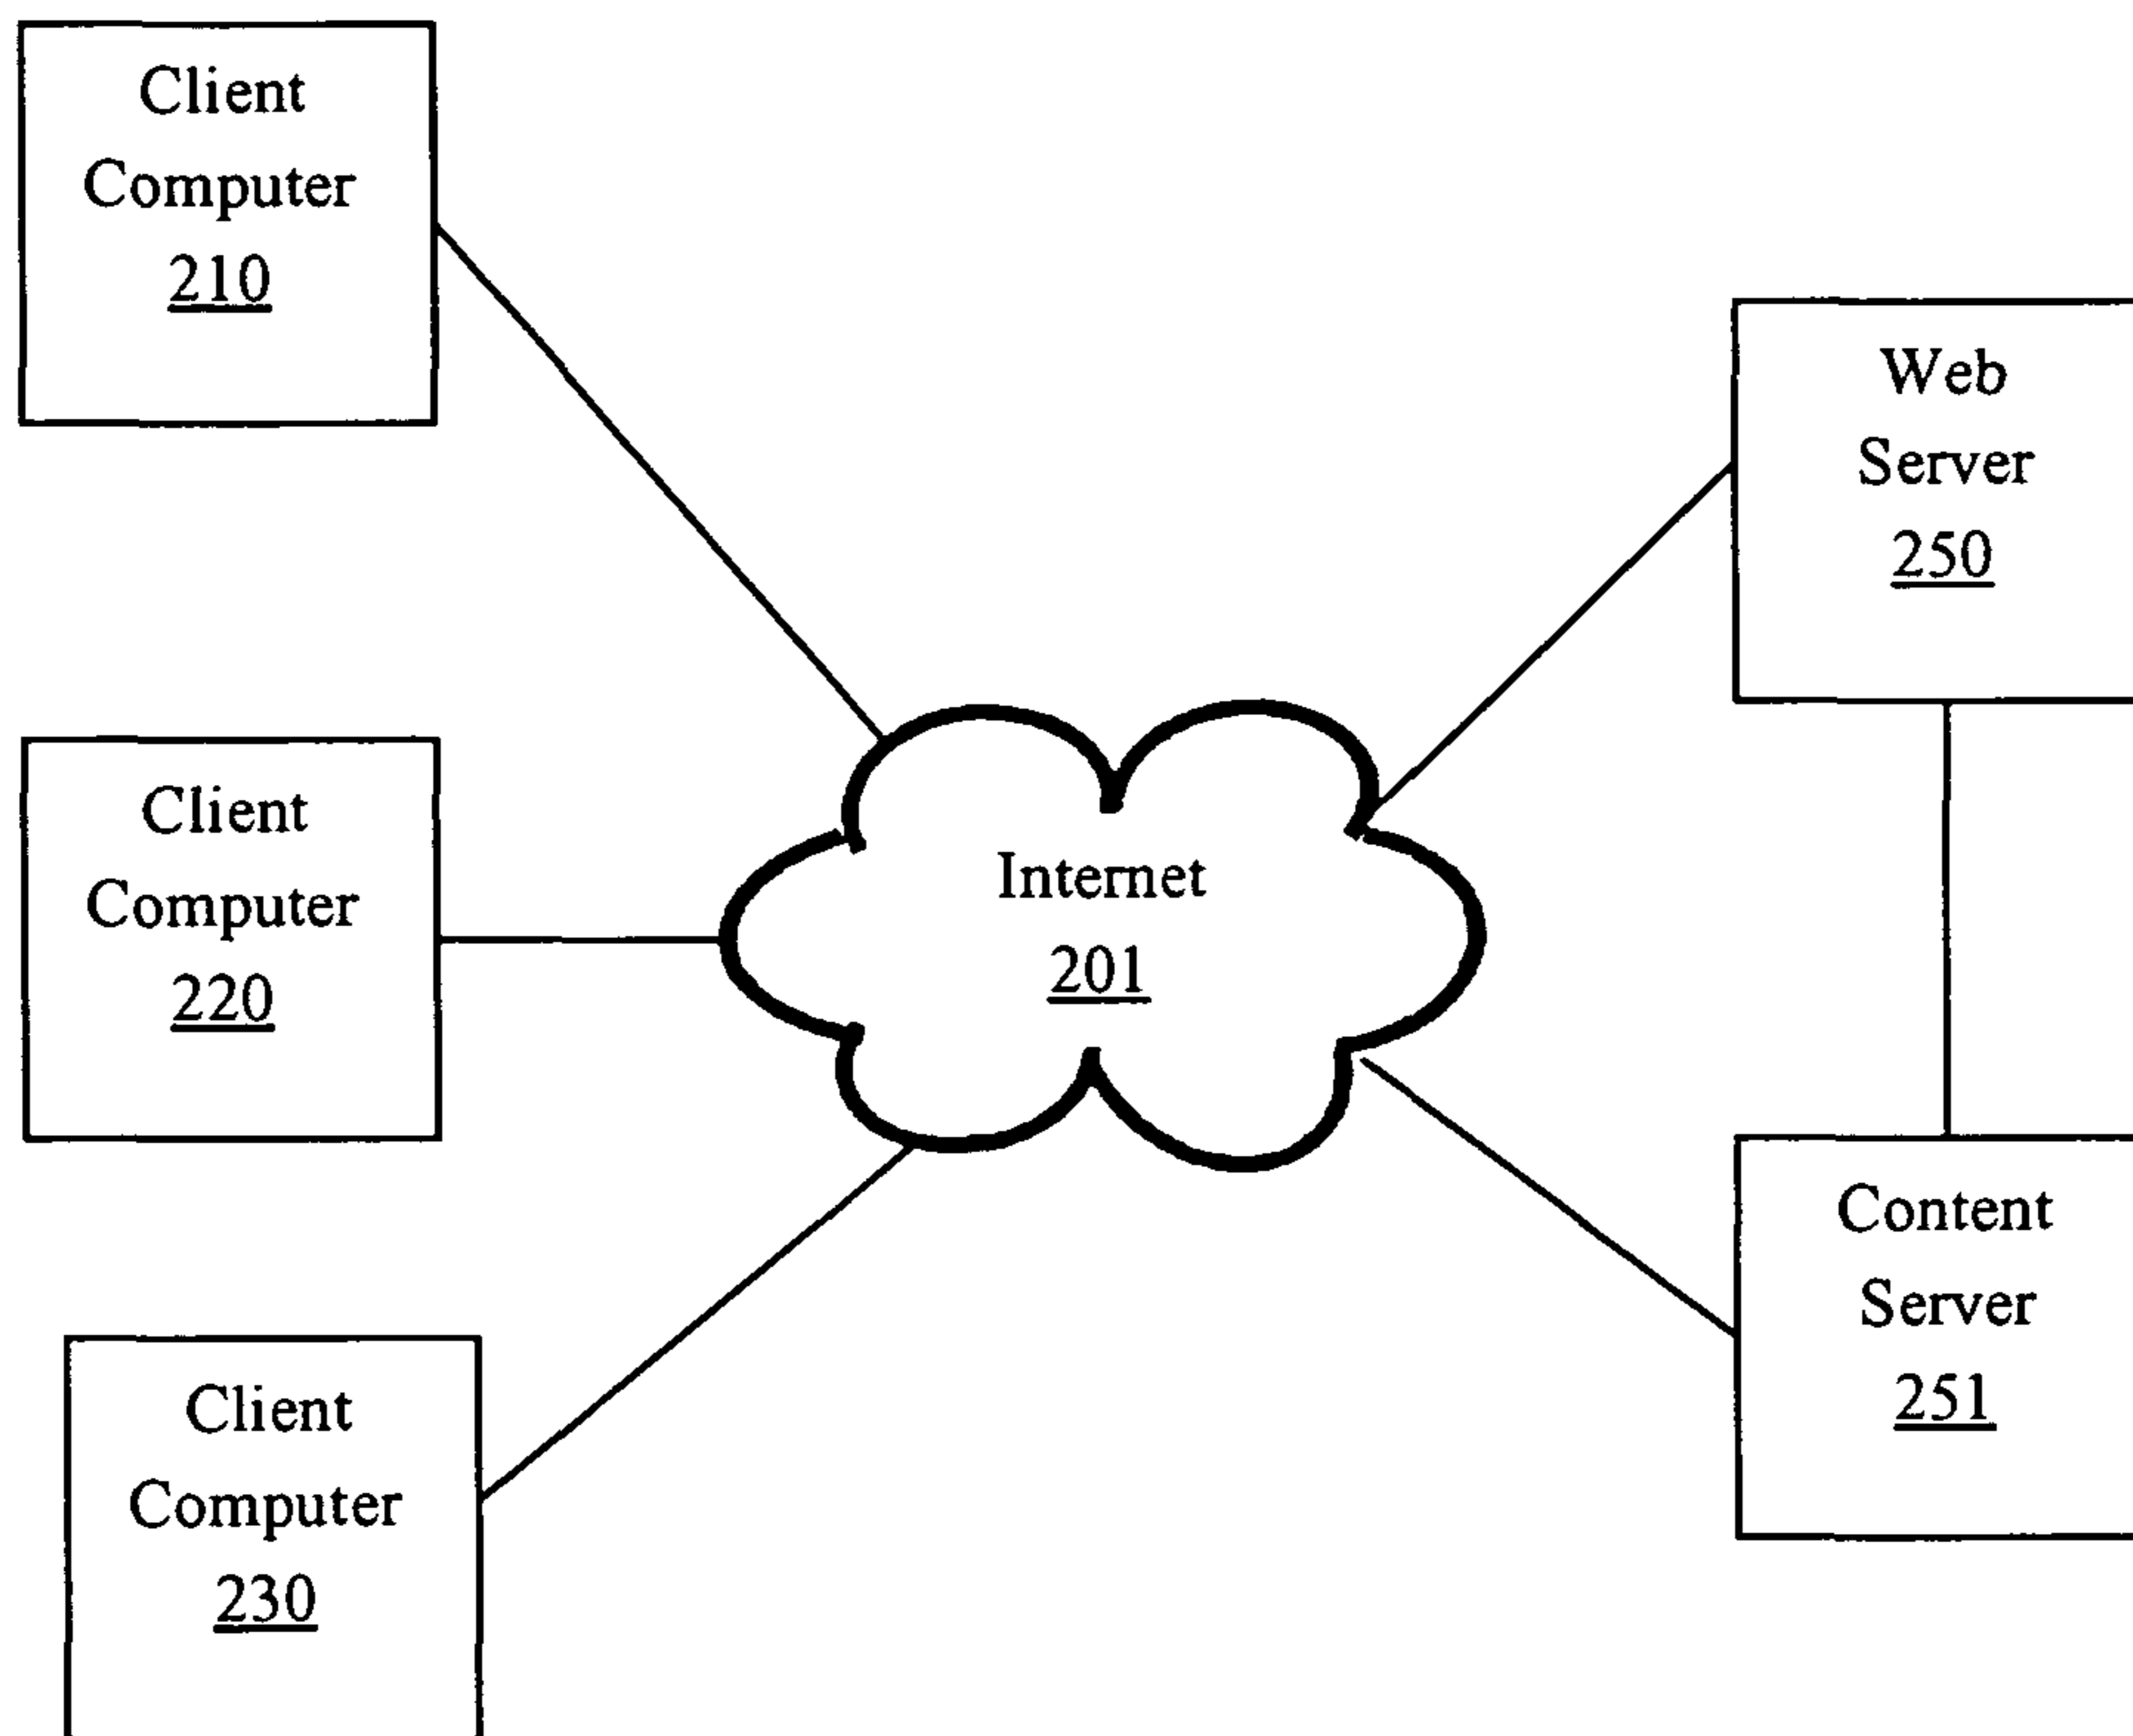 Client
Computer
210
Web
Server
250
Client
Computer
220
Internet
201
Content
Server
251
Client
Computer
230